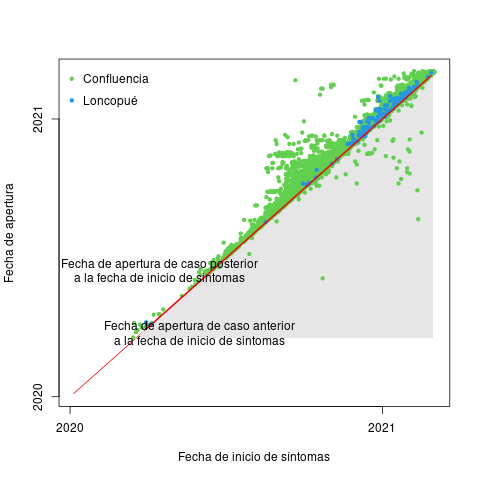 Confluencia
Loncopué
2021
Fecha de apertura
Fecha de apertura de caso posterior
a la fecha de inicio de síntomas
Fecha de apertura de caso anterior
a la fecha de inicio de sintomas
2020
2020
2021
Fecha de inicio de síntomas